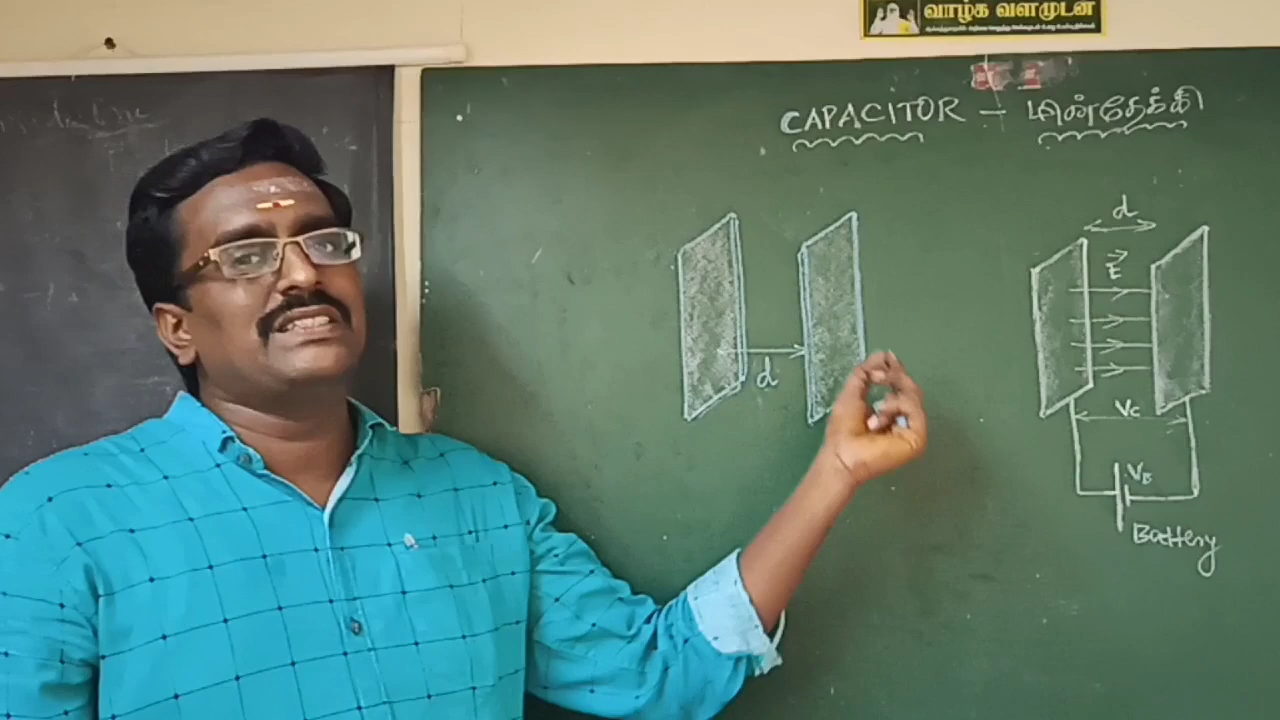 வாழ்க வளமுடன்
CAPACITOR – மின்தேக்கி
d
d
E
Vc
VB
Battery